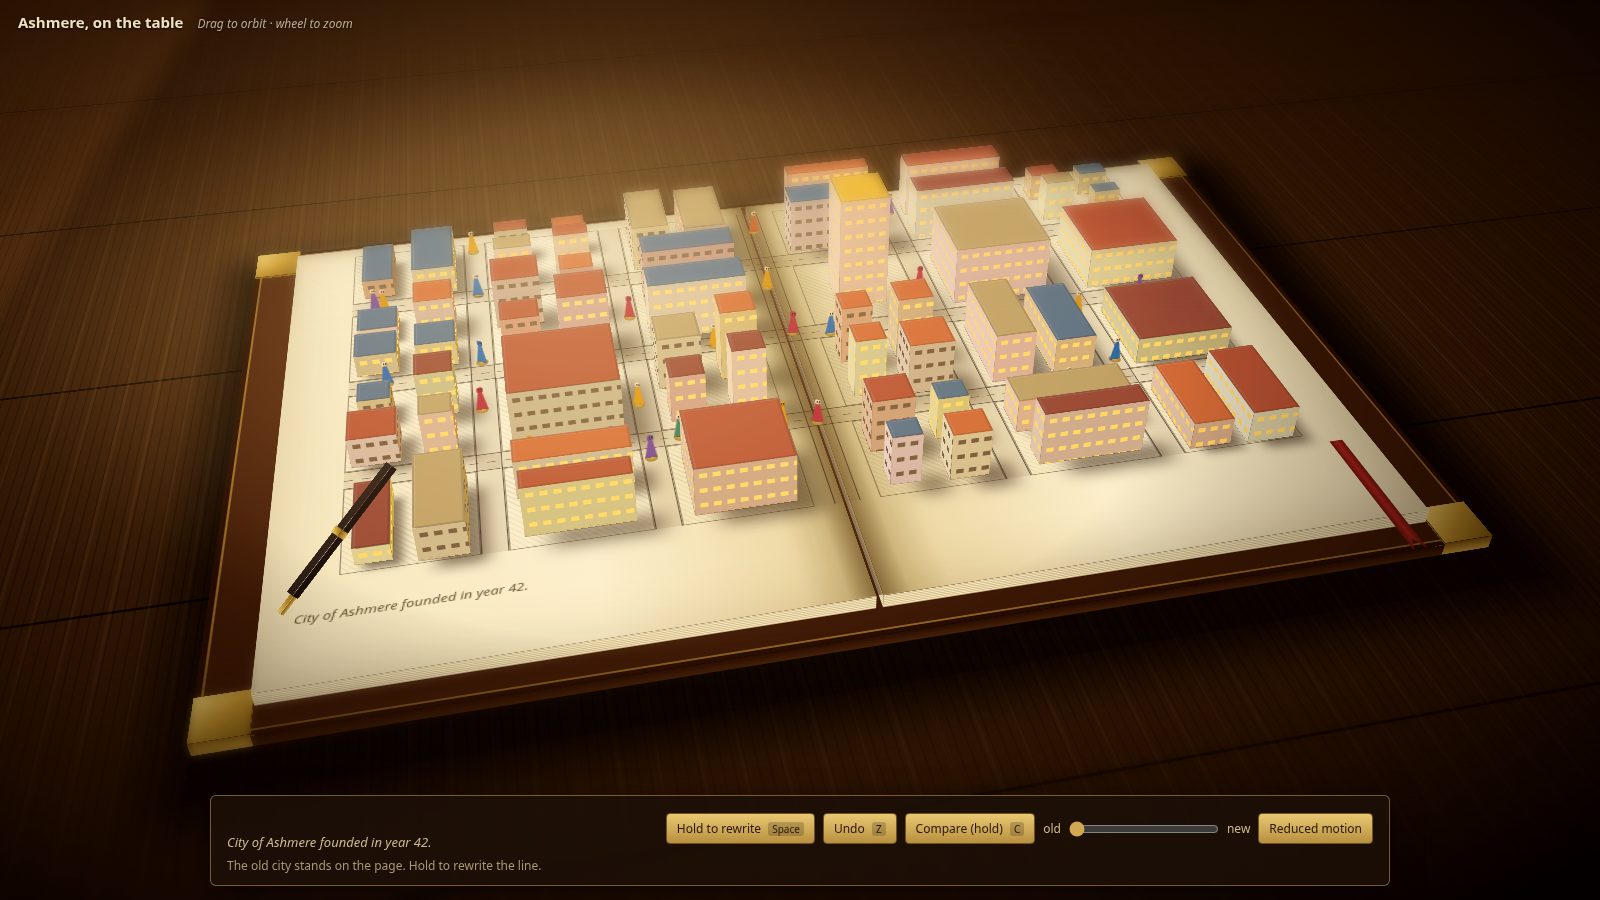 Ashmere, on the table Drag to orbit · wheel to zoom
City of Ashmere founded in year 42.
Hold to rewrite Space Undo Z Compare (hold) C old new Reduced motion
City of Ashmere founded in year 42.
The old city stands on the page. Hold to rewrite the line.